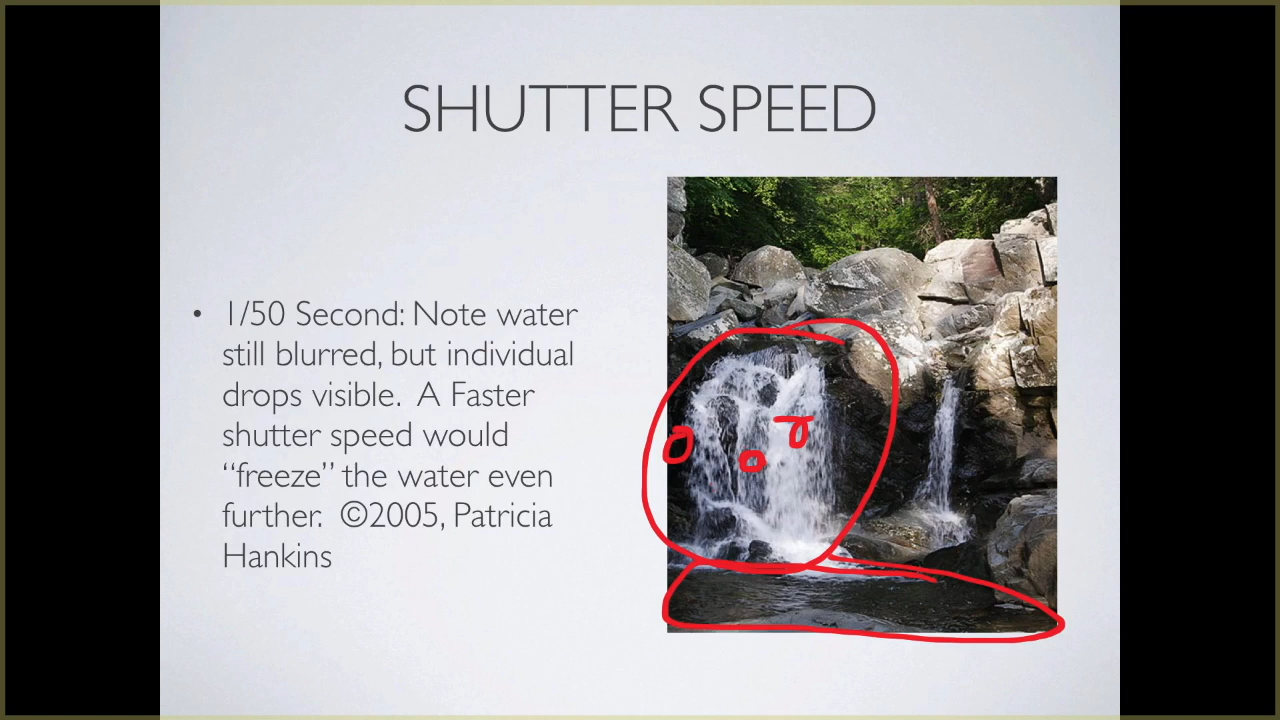 SHUTTER SPEED
• 1/50 Second: Note water
still blurred, but individual
drops visible. A Faster
shutter speed would
“freeze” the water even
further. ©2005, Patricia
Hankins